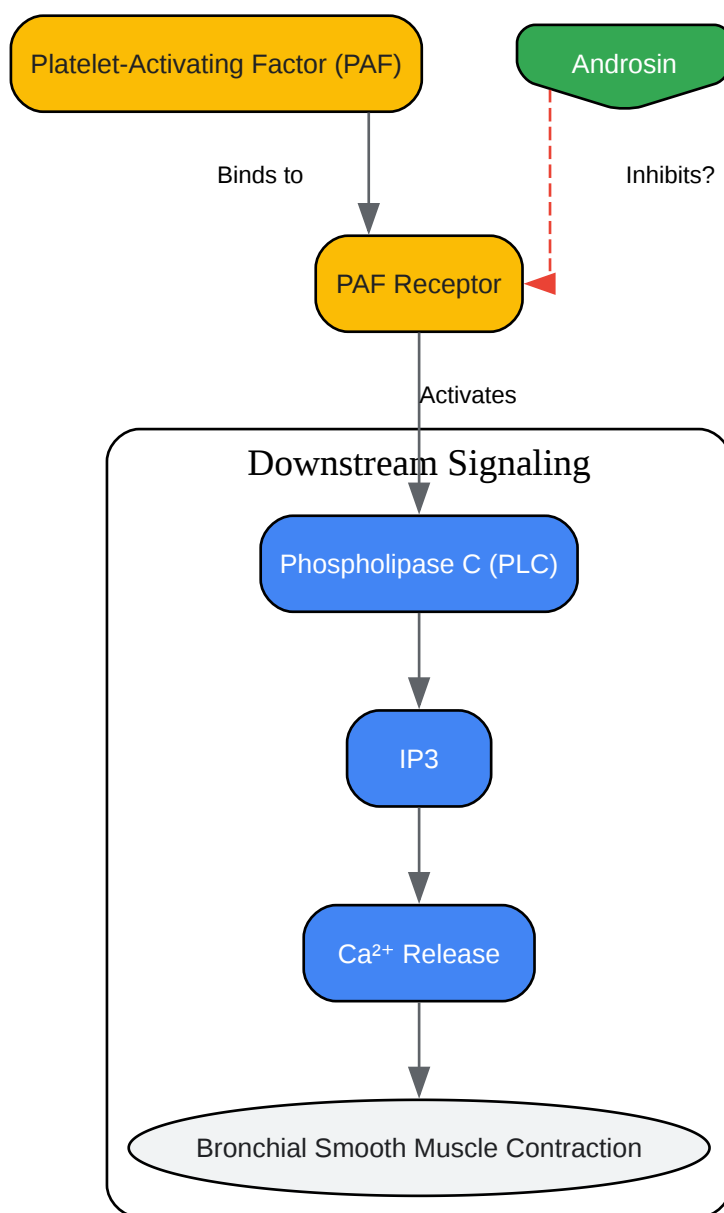 Platelet-Activating Factor (PAF)
Androsin
Binds to
Inhibits?
PAF Receptor
Activates
Downstream Signaling
Phospholipase C (PLC)
IP3
Ca²⁺ Release
Bronchial Smooth Muscle Contraction